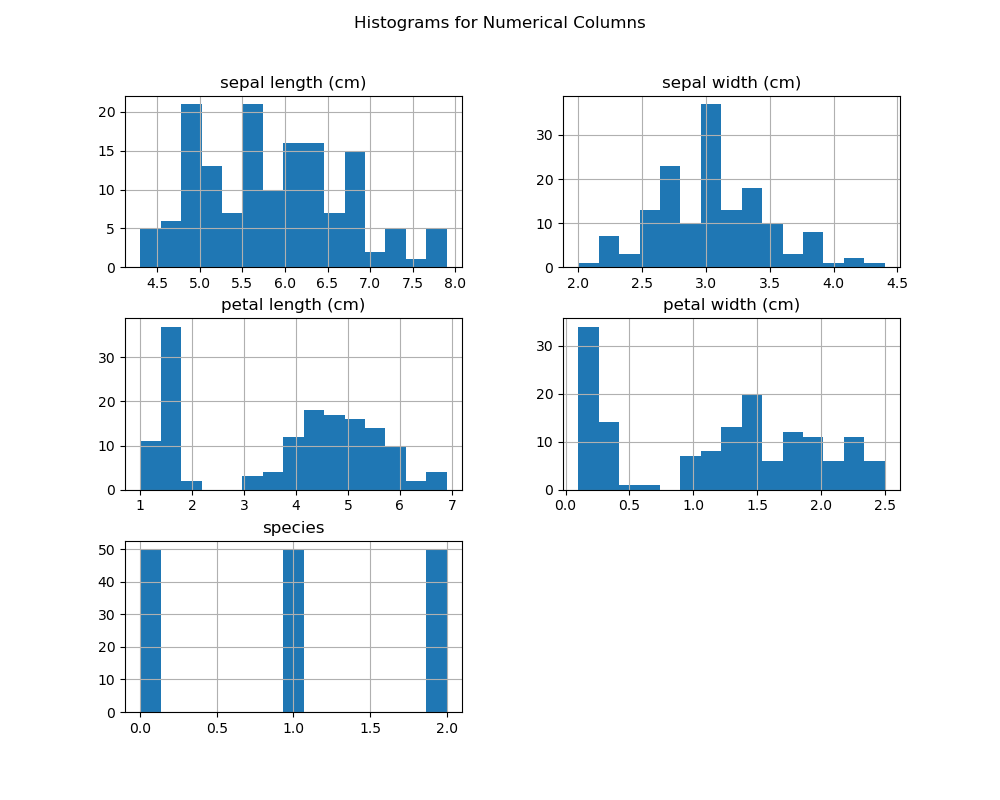 Histograms for Numerical Columns
sepal length (cm)
20
15
10
5
0
4.5 5.0 5.5 6.0 6.5 7.0 7.5 8.0
sepal width (cm)
30
20
10
0
2.0 2.5 3.0 3.5 4.0 4.5
petal length (cm)
30
20
10
0
1 2 3 4 5 6 7
petal width (cm)
30
20
10
0
0.0 0.5 1.0 1.5 2.0 2.5
species
50
40
30
20
10
0
0.0 0.5 1.0 1.5 2.0